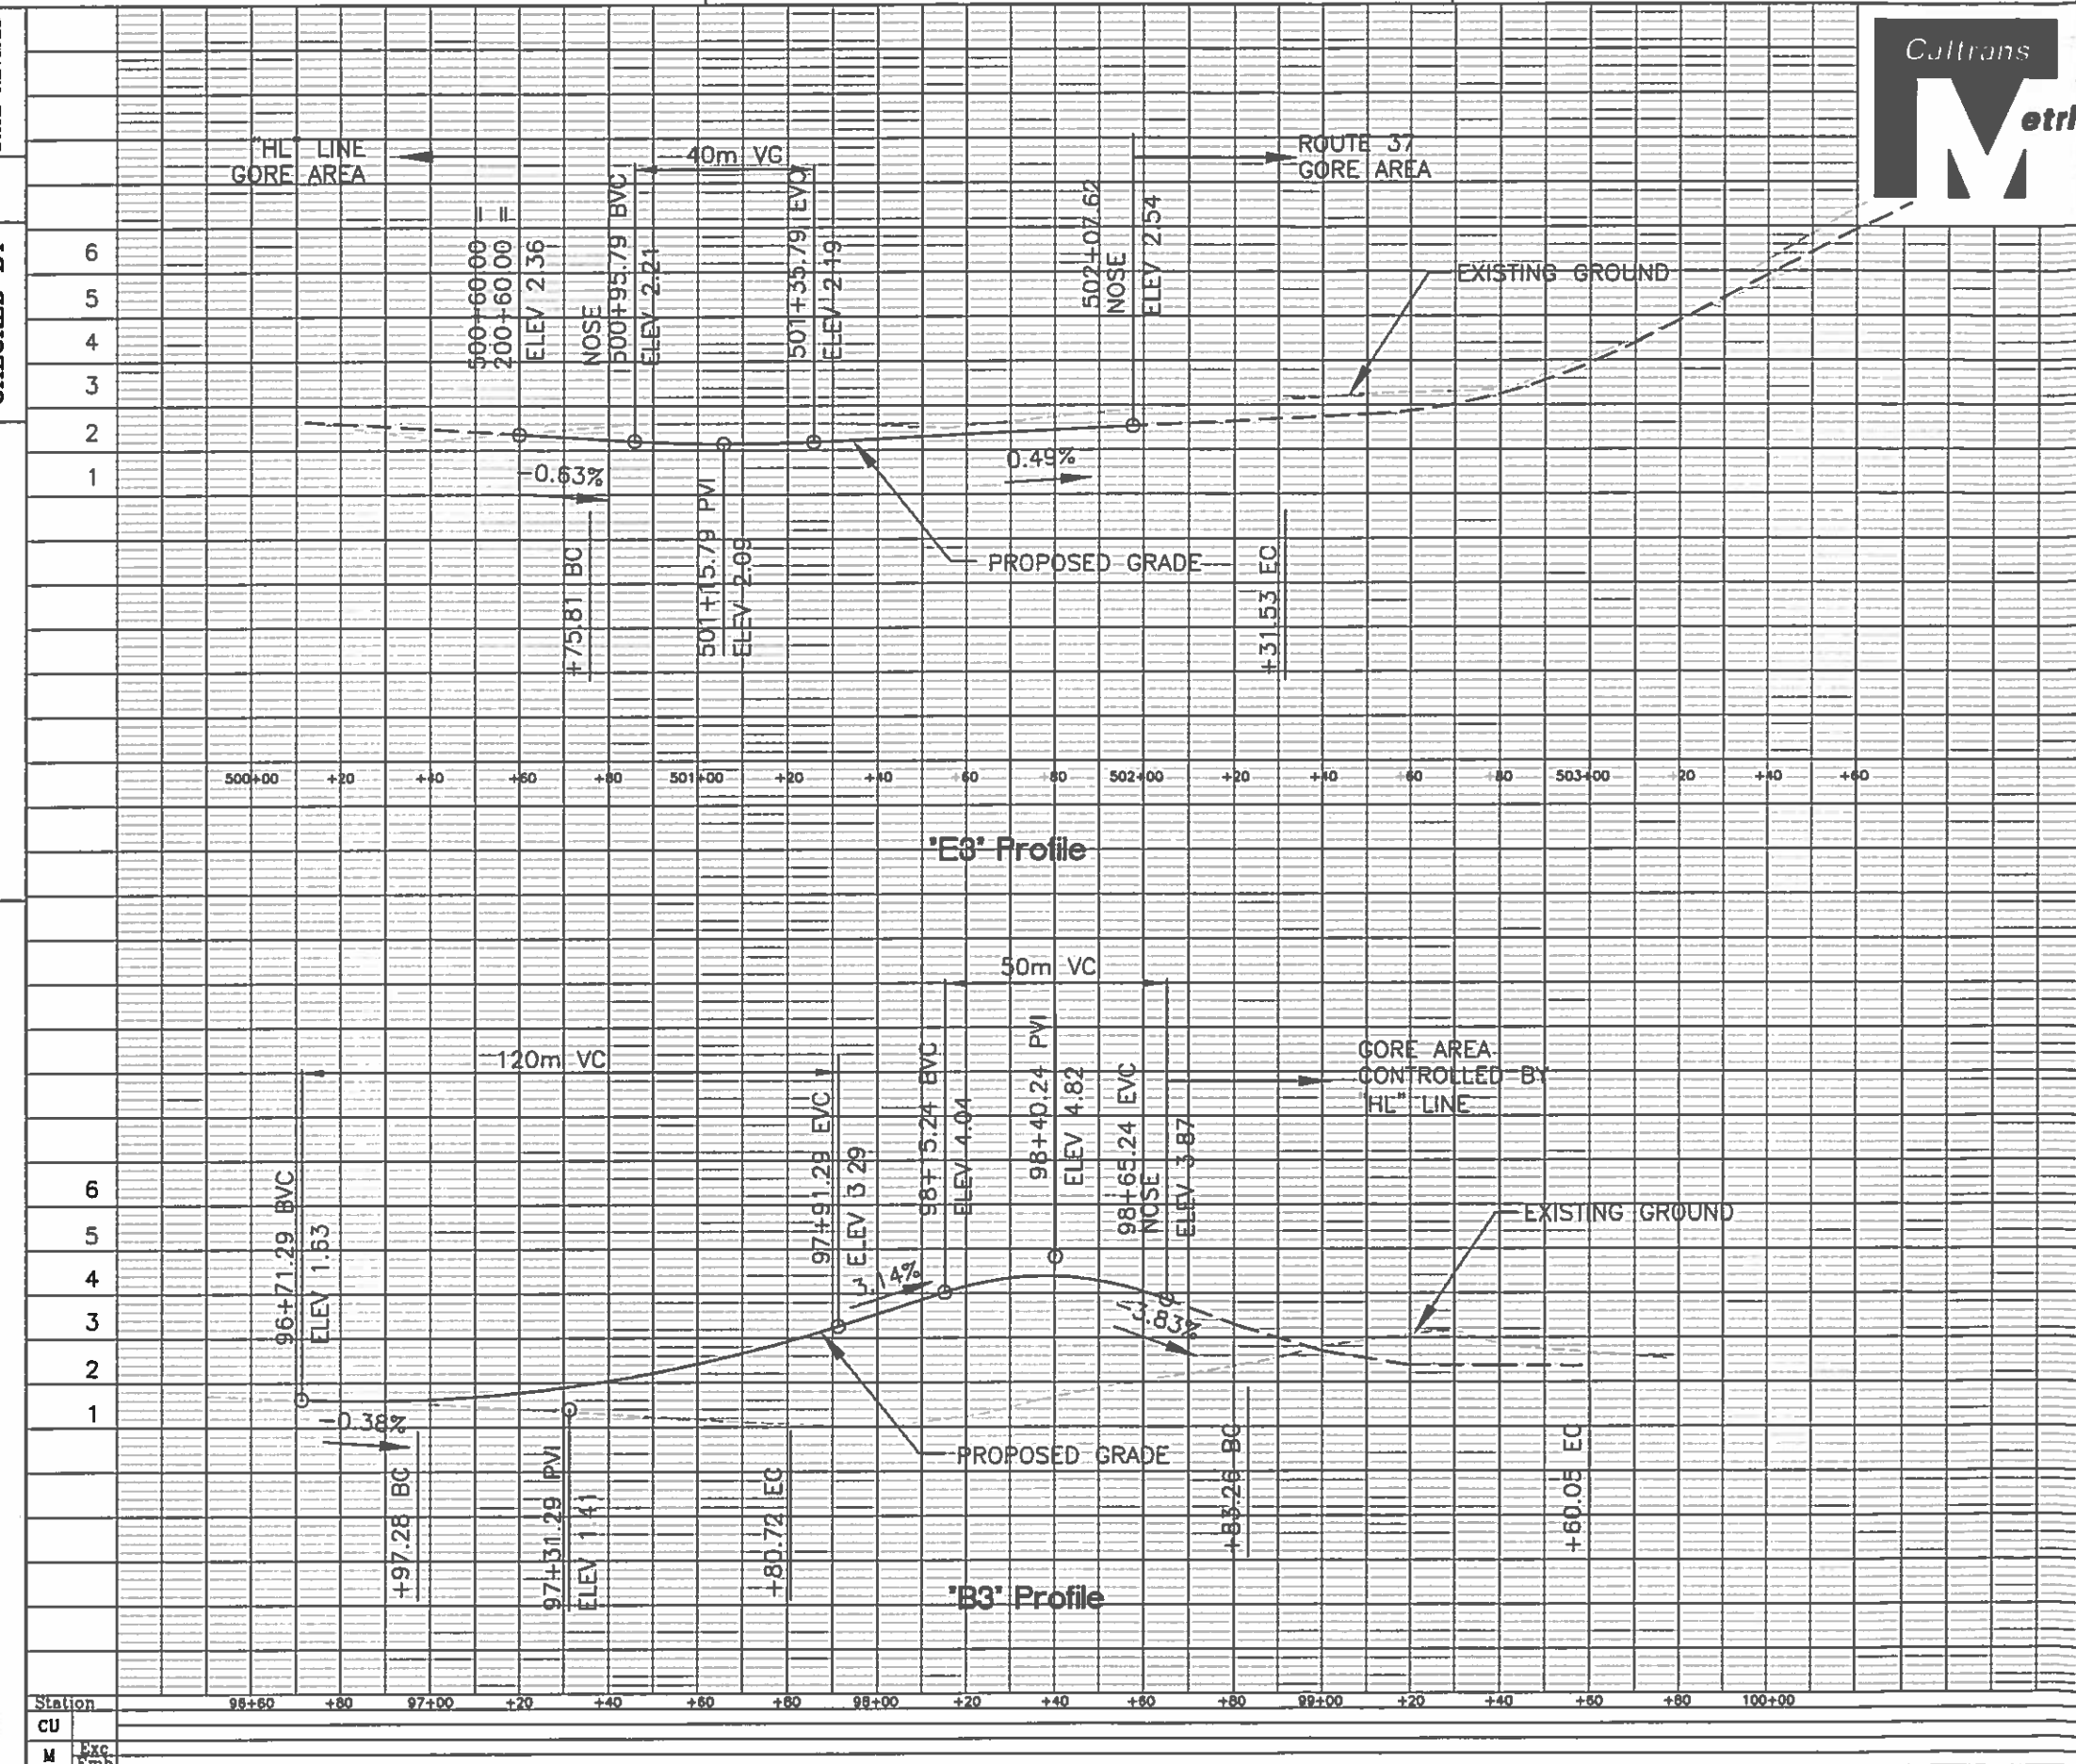 Caltrans
"HL" LINE
GORE AREA
40m VC
ROUTE 37
GORE AREA
500+60.00 =
200+60.00 =
ELEV 2.36
NOSE
500+95.79 BVC
ELEV 2.21
501+35.79 EVC
ELEV 2.19
502+07.62
NOSE
ELEV 2.54
EXISTING GROUND
6
5
4
3
2
1
-0.63%
0.49%
+75.81 BC
501+15.79 PVI
ELEV 2.09
PROPOSED GRADE
+31.53 EC
500+00 +20 +40 +60 +80 501+00 +20 +40 +60 +80 502+00 +20 +40 +60 +80 503+00 +20 +40 +60
"E3" Profile
50m VC
120m VC
96+71.29 BVC
ELEV 1.63
97+91.29 EVC
ELEV 3.29
98+15.24 BVC
ELEV 4.04
98+40.24 PVI
ELEV 4.82
98+65.24 EVC
NOSE
ELEV 3.87
GORE AREA
CONTROLLED BY
"HL" LINE
EXISTING GROUND
6
5
4
3
2
1
3.14%
-3.83%
-0.38%
+97.28 BC
97+31.29 PVI
ELEV 1.41
+80.72 EC
PROPOSED GRADE
+83.26 BC
+60.05 EC
"B3" Profile
Station 96+60 +80 97+00 +20 +40 +60 +80 98+00 +20 +40 +60 +80 99+00 +20 +40 +60 +80 100+00
CU
M
Exc